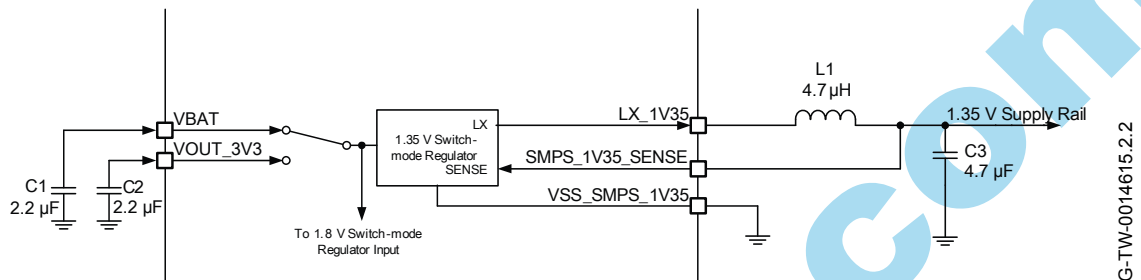 L1
4.7 µH
VBAT
LX_1V35
1.35 V Supply Rail
LX
1.35 V Switch-
mode Regulator
SENSE
VOUT_3V3
SMPS_1V35_SENSE
C1
2.2 µF
C2
2.2 µF
C3
4.7 µF
VSS_SMPS_1V35
To 1.8 V Switch-mode
Regulator Input
G-TW-0014615.2.2
com